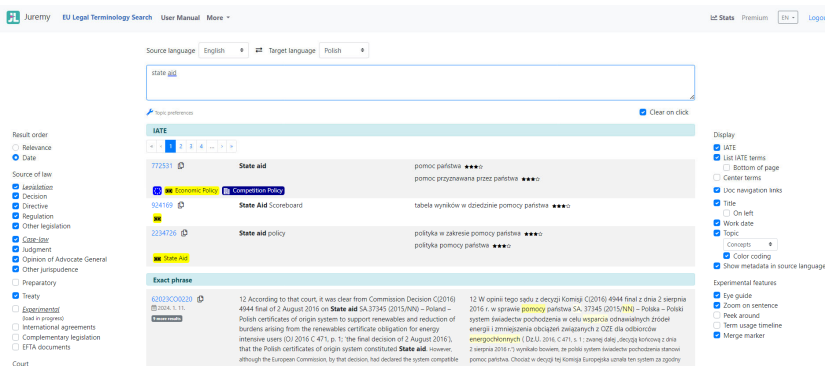 Juremy EU Legal Terminology Search User Manual More
Stats Premium EN Logou
Source language English Target language Polish
state aid
Topic preferences
Clear on click
Result order
Relevance
Date
Source of law
Legislation
Decision
Directive
Regulation
Other legislation
Case-law
Judgment
Opinion of Advocate General
Other jurispudence
Preparatory
Treaty
Experimental
(load in progress)
International agreements
Complementary legislation
EFTA documents
Court
IATE
« ‹ 1 2 3 4 ... › »
772531 State aid pomoc państwa ★★★☆
pomoc przyznawana przez państwa ★★★☆
Economic Policy Competition Policy
924169 State Aid Scoreboard tabela wyników w dziedzinie pomocy państwa ★★★☆
2234726 State aid policy polityka w zakresie pomocy państwa ★★★☆
polityka pomocy państwa ★★★☆
State Aid
Exact phrase
62023CO0220
2024. 1. 11.
9 more results
12 According to that court, it was clear from Commission Decision C(2016)
4944 final of 2 August 2016 on State aid SA.37345 (2015/NN) – Poland –
Polish certificates of origin system to support renewables and reduction of
burdens arising from the renewables certificate obligation for energy
intensive users (OJ 2016 C 471, p. 1; 'the final decision of 2 August 2016'),
that the Polish certificates of origin system constituted State aid. However,
although the European Commission, by that decision, had declared the system compatible
12 W opinii tego sądu z decyzji Komisji C(2016) 4944 final z dnia 2 sierpnia
2016 r. w sprawie pomocy państwa SA. 37345 (2015/NN) – Polska – Polski
system świadectw pochodzenia w celu wsparcia odnawialnych źródeł
energii i zmniejszenia obciążeń związanych z OZE dla odbiorców
energochłonnych ( Dz.U. 2016, C 471, s. 1 ; zwanej dalej „decyzją końcową z dnia
2 sierpnia 2016 r.") wynikało bowiem, że polski system świadectw pochodzenia stanowi
pomoc państwa. Chociaż w decyzji tej Komisja Europejska uznała ten system za zgodny
Display
IATE
List IATE terms
Bottom of page
Center terms
Doc navigation links
Title
On left
Work date
Topic
Concepts
Color coding
Show metadata in source language
Experimental features
Eye guide
Zoom on sentence
Peek around
Term usage timeline
Merge marker